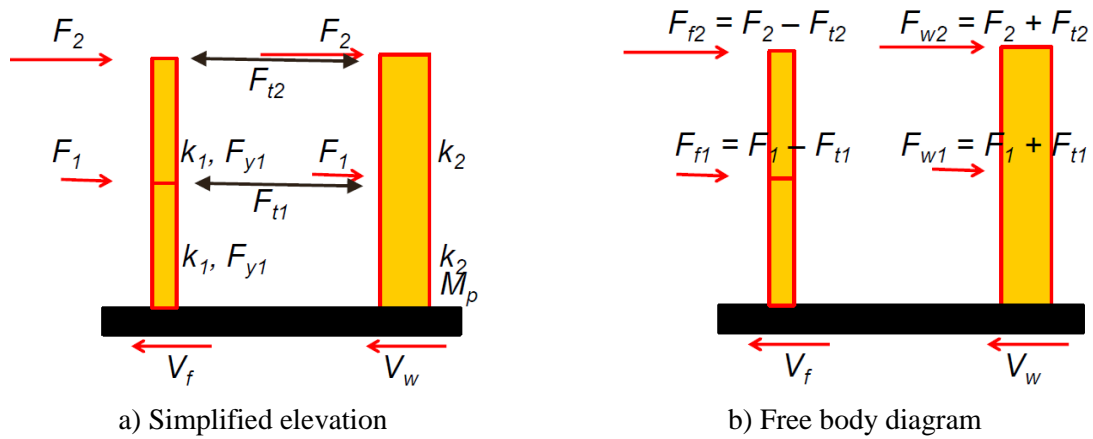 F2 F2 Ff2 = F2 – Ft2 Fw2 = F2 + Ft2
Ft2
F1 k1, Fy1 F1 k2 Ff1 = F1 – Ft1 Fw1 = F1 + Ft1
Ft1
k1, Fy1 k2
Mp
Vf Vw Vf Vw
a) Simplified elevation b) Free body diagram